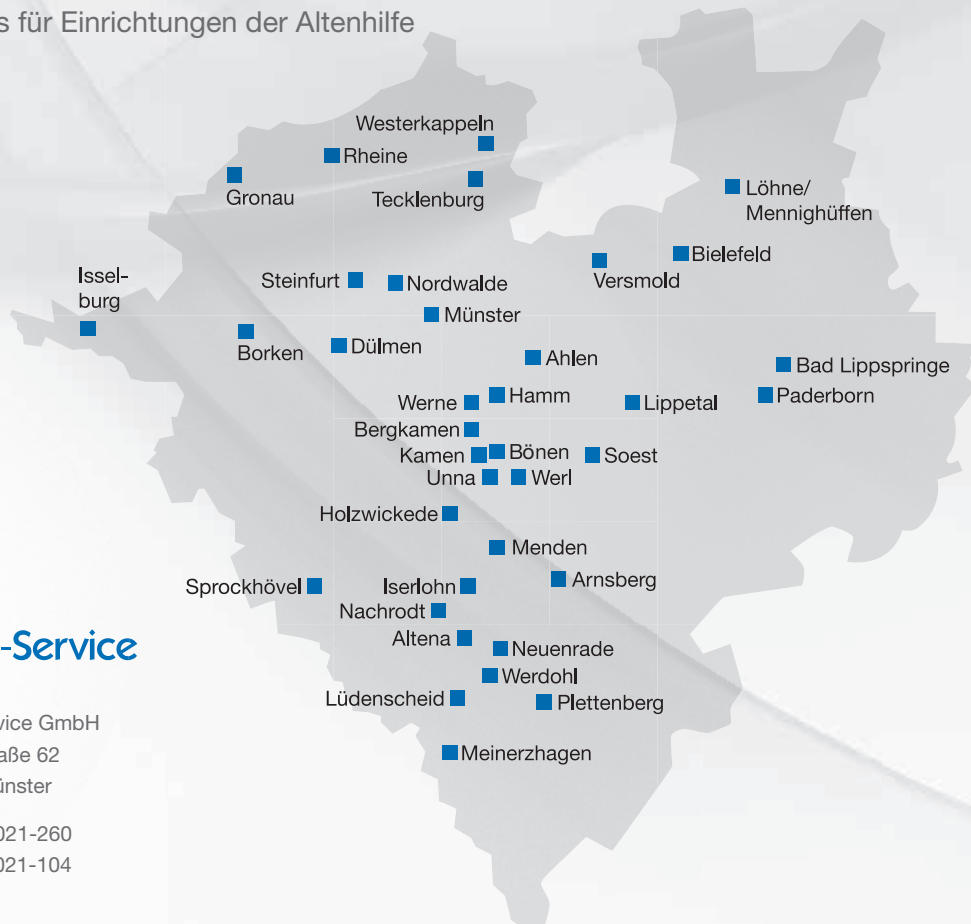 s für Einrichtungen der Altenhilfe
Westerkappeln
Rheine
Gronau
Tecklenburg
Löhne/
Mennighüffen
Bielefeld
Versmold
Issel-
burg
Steinfurt
Nordwalde
Münster
Borken
Dülmen
Ahlen
Bad Lippspringe
Paderborn
Werne
Hamm
Lippetal
Bergkamen
Kamen
Bönen
Soest
Unna
Werl
Holzwickede
Menden
Arnsberg
Sprockhövel
Iserlohn
Nachrodt
Altena
Neuenrade
Werdohl
Lüdenscheid
Plettenberg
Meinerzhagen
-Service
vice GmbH
aße 62
ünster
021-260
021-104